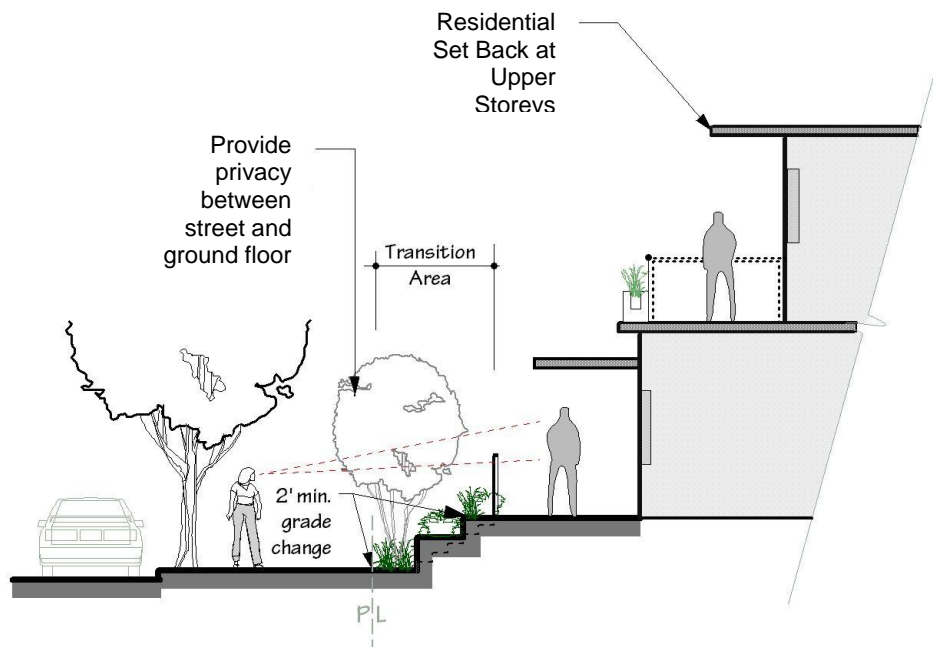 Residential
Set Back at
Upper
Storeys
Provide
privacy
between
street and
ground floor
Transition
Area
2' min.
grade
change
PL